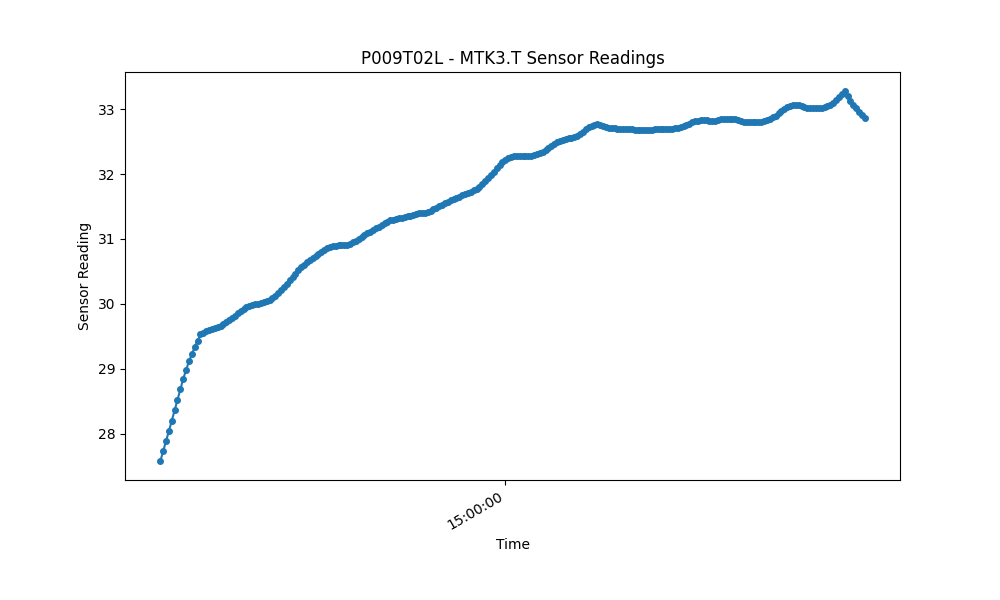 P009T02L - MTK3.T Sensor Readings
Sensor Reading
33
32
31
30
29
28
15:00:00
Time